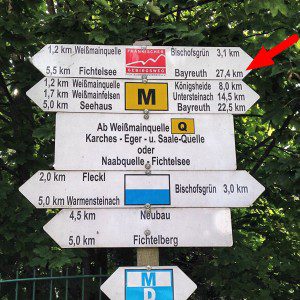 1,2 km Weißmainquelle FRÄNKISCHER GEBIRGSWEG Bischofsgrün 3,1 km
5,5 km Fichtelsee Bayreuth 27,4 km
1,2 km Weißmainquelle M Königsheide 8,0 km
1,7 km Weißmainfelsen Untersteinach 14,5 km
5,0 km Seehaus Bayreuth 22,5 km
Ab Weißmainquelle Q
Karches - Eger - u. Saale-Quelle
oder
Naabquelle - Fichtelsee
2,0 km Fleckl
Bischofsgrün 3,0 km
5,0 km Warmensteinach
4,5 km Neubau
5,0 km Fichtelberg
M
D